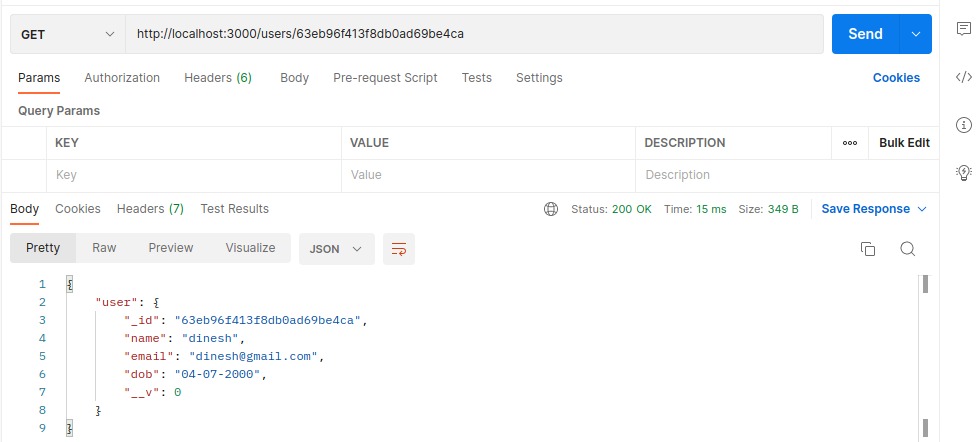 GET http://localhost:3000/users/63eb96f413f8db0ad69be4ca Send
Params Authorization Headers (6) Body Pre-request Script Tests Settings Cookies
Query Params
KEY VALUE DESCRIPTION Bulk Edit
Key Value Description
Body Cookies Headers (7) Test Results Status: 200 OK Time: 15 ms Size: 349 B Save Response
Pretty Raw Preview Visualize JSON
1 {
2 "user": {
3 "_id": "63eb96f413f8db0ad69be4ca",
4 "name": "dinesh",
5 "email": "dinesh@gmail.com",
6 "dob": "04-07-2000",
7 "__v": 0
8 }
9 }